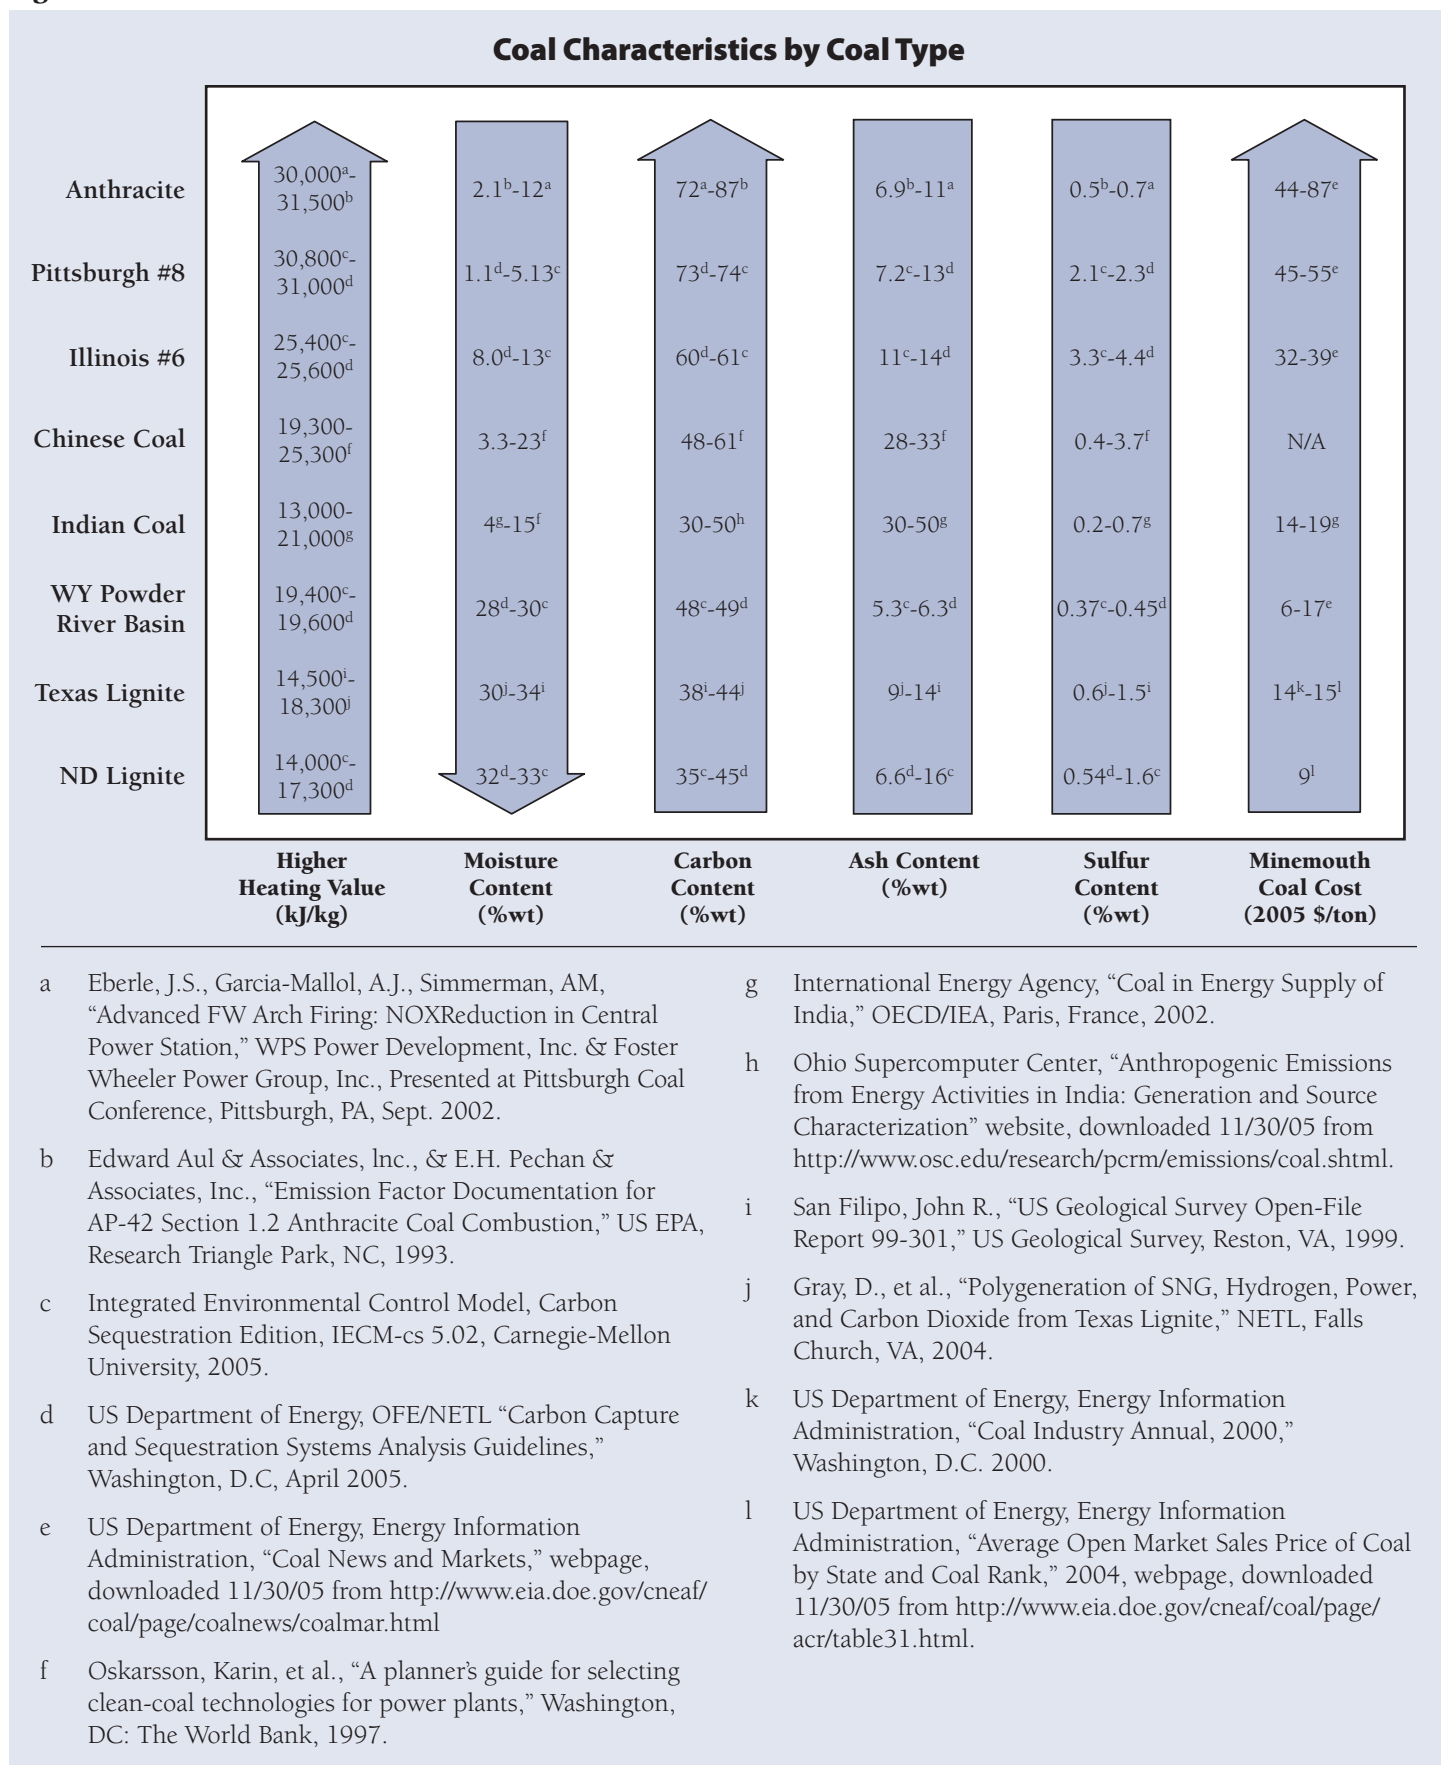 Coal Characteristics by Coal Type
Anthracite
30,000ᵃ-
31,500ᵇ
2.1ᵇ-12ᵃ
72ᵃ-87ᵇ
6.9ᵇ-11ᵃ
0.5ᵇ-0.7ᵃ
44-87ᵉ
Pittsburgh #8
30,800ᶜ-
31,000ᵈ
1.1ᵈ-5.13ᶜ
73ᵈ-74ᶜ
7.2ᶜ-13ᵈ
2.1ᶜ-2.3ᵈ
45-55ᵉ
Illinois #6
25,400ᶜ-
25,600ᵈ
8.0ᵈ-13ᶜ
60ᵈ-61ᶜ
11ᶜ-14ᵈ
3.3ᶜ-4.4ᵈ
32-39ᵉ
Chinese Coal
19,300-
25,300ᶠ
3.3-23ᶠ
48-61ᶠ
28-33ᶠ
0.4-3.7ᶠ
N/A
Indian Coal
13,000-
21,000ᵍ
4ᵍ-15ᶠ
30-50ʰ
30-50ᵍ
0.2-0.7ᵍ
14-19ᵍ
WY Powder
River Basin
19,400ᶜ-
19,600ᵈ
28ᵈ-30ᶜ
48ᶜ-49ᵈ
5.3ᶜ-6.3ᵈ
0.37ᶜ-0.45ᵈ
6-17ᵉ
Texas Lignite
14,500ⁱ-
18,300ʲ
30ʲ-34ⁱ
38ⁱ-44ʲ
9ʲ-14ⁱ
0.6ʲ-1.5ⁱ
14ᵏ-15ˡ
ND Lignite
14,000ᶜ-
17,300ᵈ
32ᵈ-33ᶜ
35ᶜ-45ᵈ
6.6ᵈ-16ᶜ
0.54ᵈ-1.6ᶜ
9ˡ
Higher
Heating Value
(kJ/kg)
Moisture
Content
(%wt)
Carbon
Content
(%wt)
Ash Content
(%wt)
Sulfur
Content
(%wt)
Minemouth
Coal Cost
(2005 $/ton)
a Eberle, J.S., Garcia-Mallol, A.J., Simmerman, AM,
“Advanced FW Arch Firing: NOXReduction in Central
Power Station,” WPS Power Development, Inc. & Foster
Wheeler Power Group, Inc., Presented at Pittsburgh Coal
Conference, Pittsburgh, PA, Sept. 2002.
b Edward Aul & Associates, lnc., & E.H. Pechan &
Associates, Inc., “Emission Factor Documentation for
AP-42 Section 1.2 Anthracite Coal Combustion,” US EPA,
Research Triangle Park, NC, 1993.
c Integrated Environmental Control Model, Carbon
Sequestration Edition, IECM-cs 5.02, Carnegie-Mellon
University, 2005.
d US Department of Energy, OFE/NETL “Carbon Capture
and Sequestration Systems Analysis Guidelines,”
Washington, D.C, April 2005.
e US Department of Energy, Energy Information
Administration, “Coal News and Markets,” webpage,
downloaded 11/30/05 from http://www.eia.doe.gov/cneaf/
coal/page/coalnews/coalmar.html
f Oskarsson, Karin, et al., “A planner’s guide for selecting
clean-coal technologies for power plants,” Washington,
DC: The World Bank, 1997.
g International Energy Agency, “Coal in Energy Supply of
India,” OECD/IEA, Paris, France, 2002.
h Ohio Supercomputer Center, “Anthropogenic Emissions
from Energy Activities in India: Generation and Source
Characterization” website, downloaded 11/30/05 from
http://www.osc.edu/research/pcrm/emissions/coal.shtml.
i San Filipo, John R., “US Geological Survey Open-File
Report 99-301,” US Geological Survey, Reston, VA, 1999.
j Gray, D., et al., “Polygeneration of SNG, Hydrogen, Power,
and Carbon Dioxide from Texas Lignite,” NETL, Falls
Church, VA, 2004.
k US Department of Energy, Energy Information
Administration, “Coal Industry Annual, 2000,”
Washington, D.C. 2000.
l US Department of Energy, Energy Information
Administration, “Average Open Market Sales Price of Coal
by State and Coal Rank,” 2004, webpage, downloaded
11/30/05 from http://www.eia.doe.gov/cneaf/coal/page/
acr/table31.html.